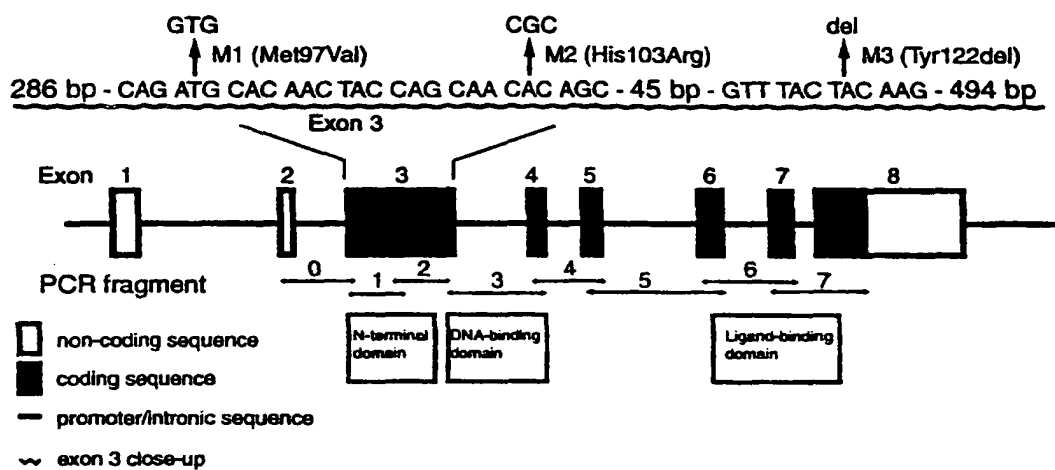 GTG CGC del
M1 (Met97Val) M2 (His103Arg) M3 (Tyr122del)
286 bp - CAG ATG CAC AAC TAC CAG CAA CAC AGC - 45 bp - GTT TAC TAC AAG - 494 bp
Exon 3
Exon 1 2 3 4 5 6 7 8
0 1 2 3 4 5 6 7
PCR fragment
non-coding sequence
coding sequence
promoter/intronic sequence
exon 3 close-up
N-terminal
domain
DNA-binding
domain
Ligand-binding
domain